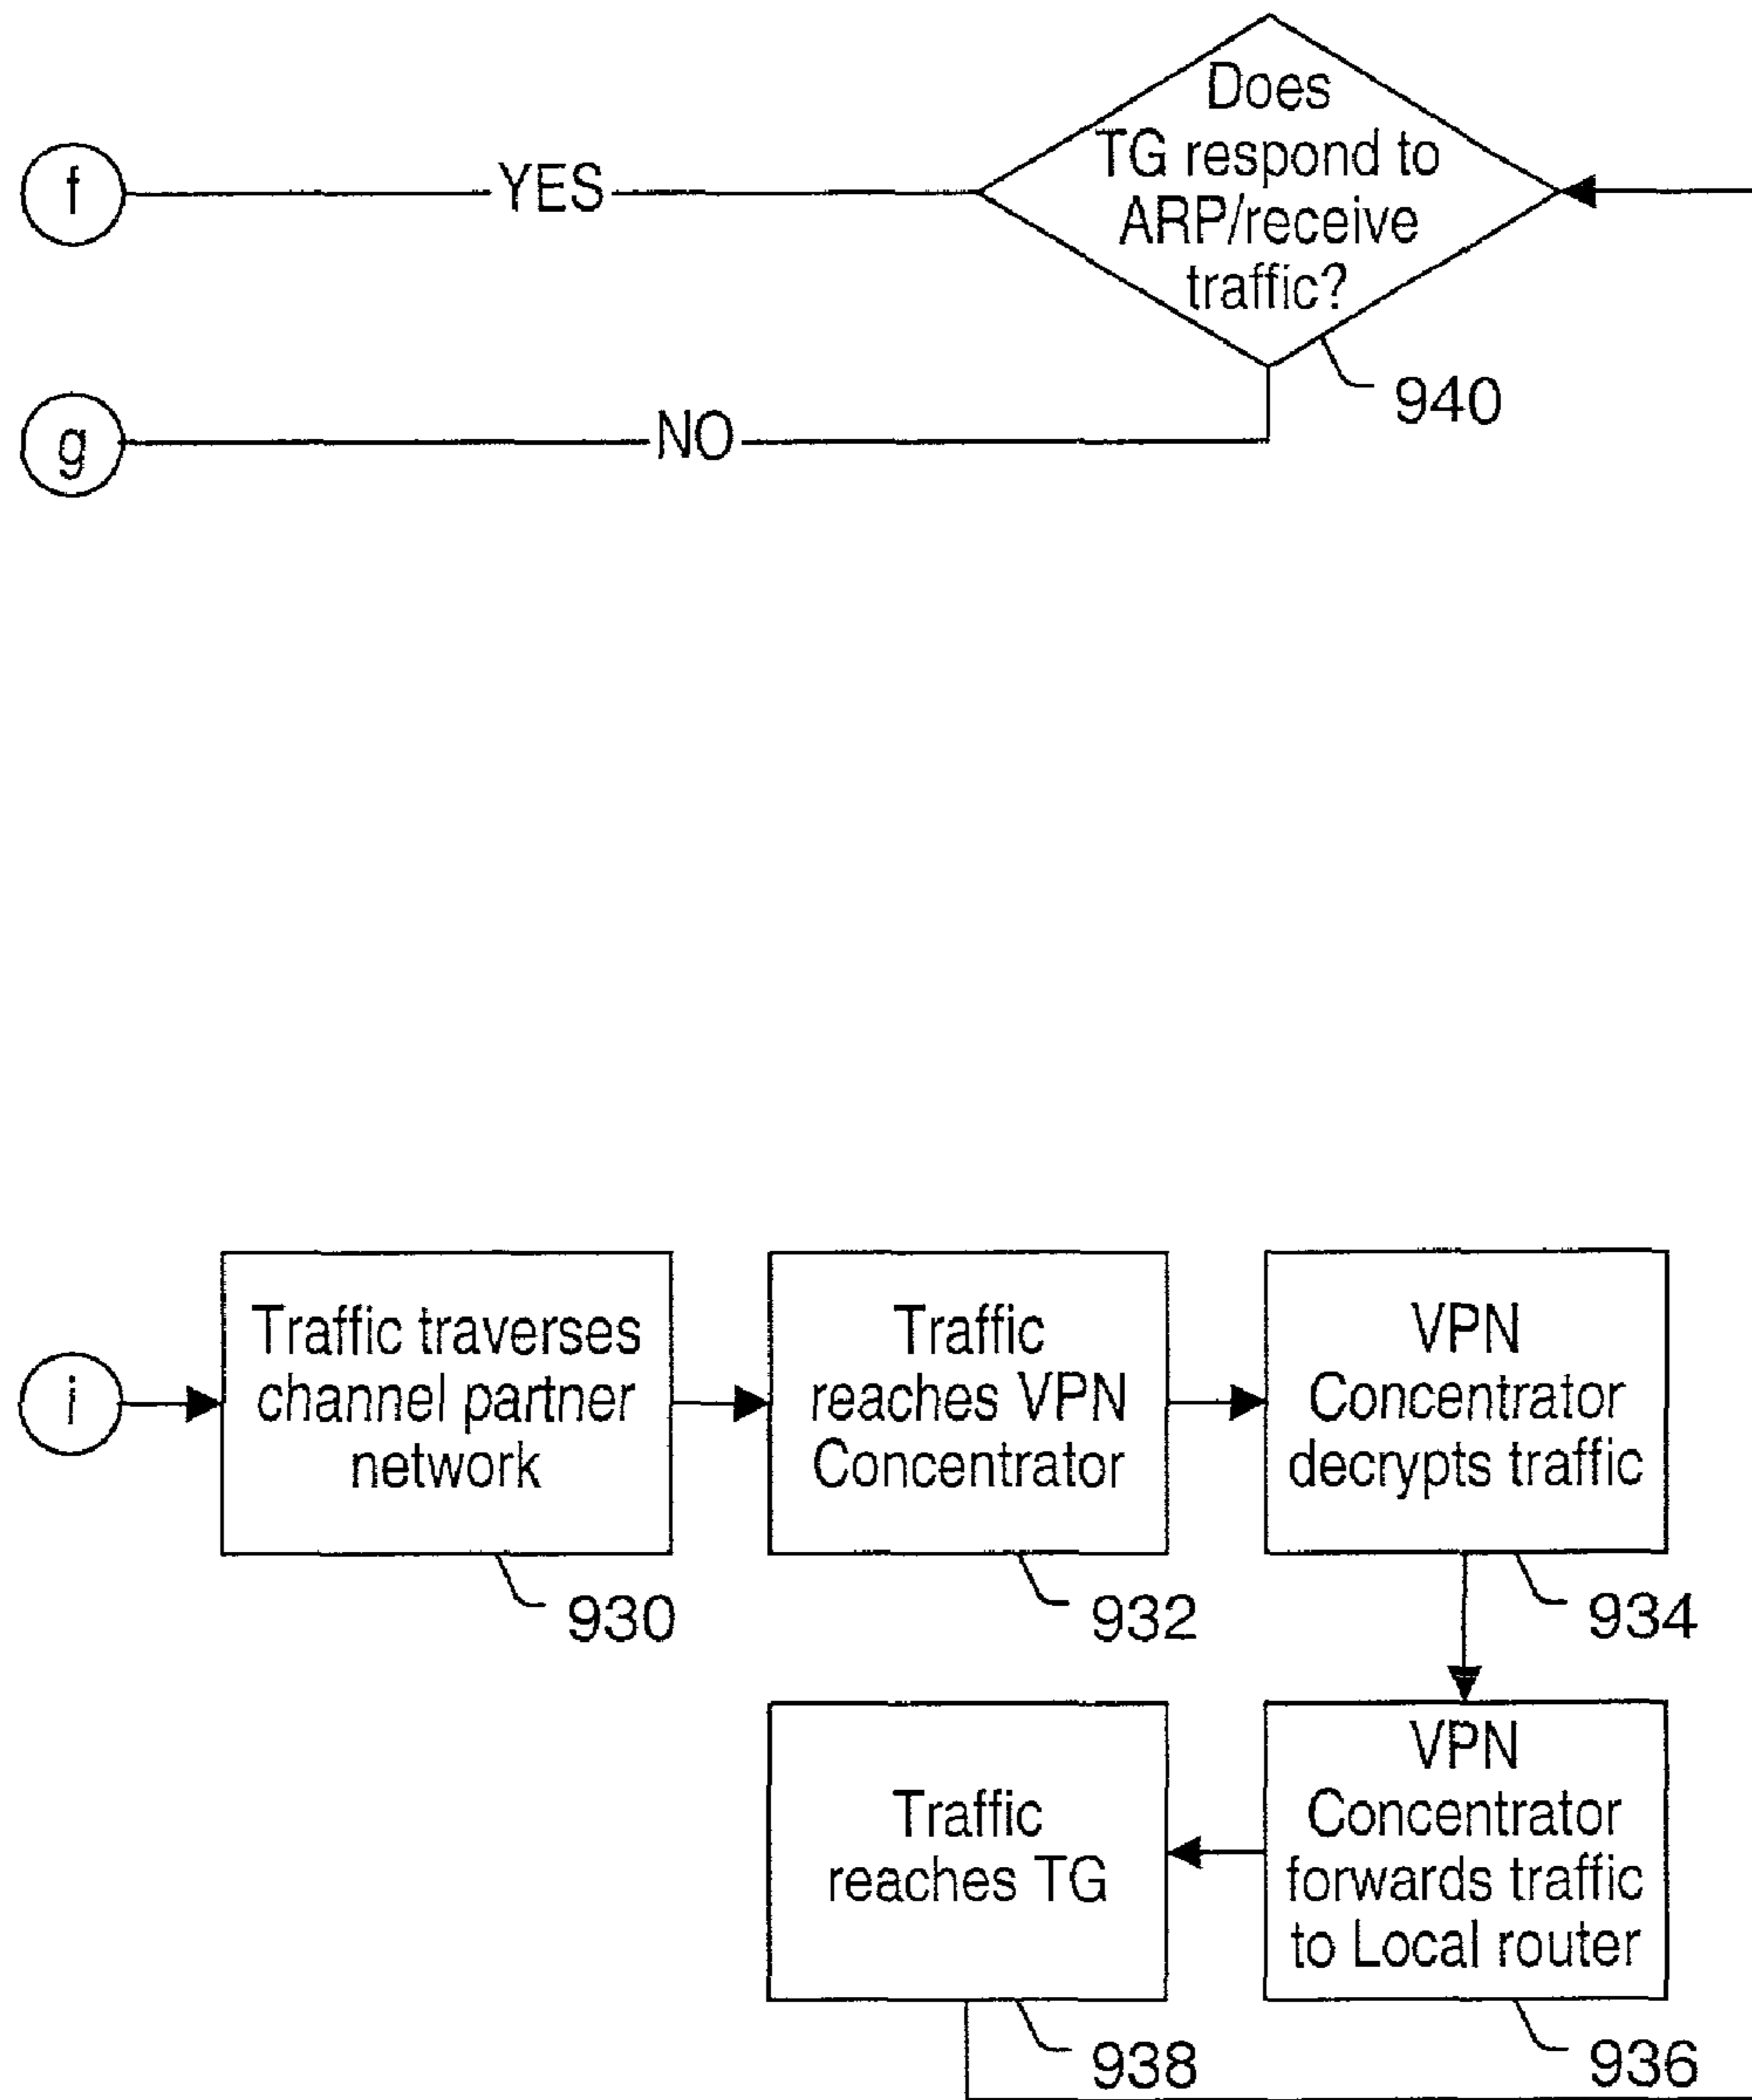 Does
TG respond to
ARP/receive
traffic?
f
YES
940
g
NO
i
Traffic traverses
channel partner
network
930
Traffic
reaches VPN
Concentrator
932
VPN
Concentrator
decrypts traffic
934
Traffic
reaches TG
938
VPN
Concentrator
forwards traffic
to Local router
936